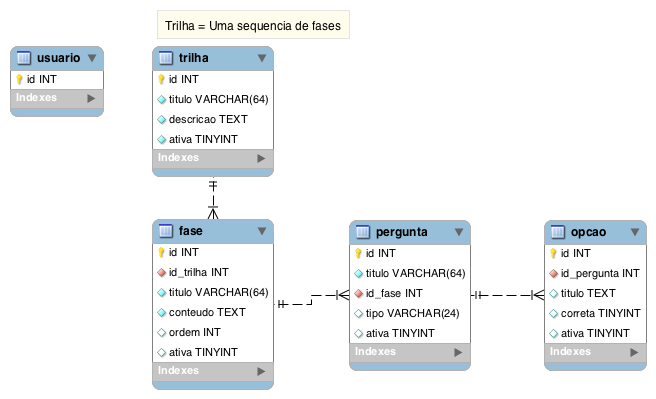 Trilha = Uma sequencia de fases
usuario
id INT
Indexes
trilha
id INT
titulo VARCHAR(64)
descricao TEXT
ativa TINYINT
Indexes
fase
id INT
id_trilha INT
titulo VARCHAR(64)
conteudo TEXT
ordem INT
ativa TINYINT
Indexes
pergunta
id INT
titulo VARCHAR(64)
id_fase INT
tipo VARCHAR(24)
ativa TINYINT
Indexes
opcao
id INT
id_pergunta INT
titulo TEXT
correta TINYINT
ativa TINYINT
Indexes